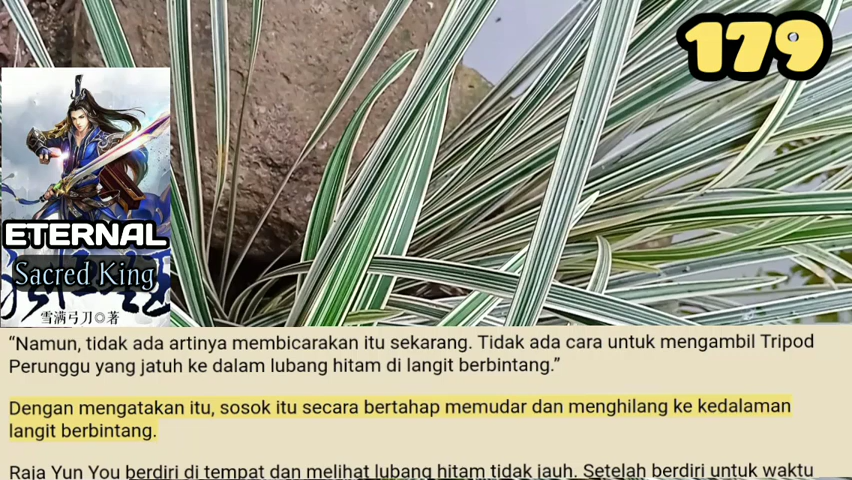 179
ETERNAL
Sacred King
雪满弓刀◎著
“Namun, tidak ada artinya membicarakan itu sekarang. Tidak ada cara untuk mengambil Tripod
Perunggu yang jatuh ke dalam lubang hitam di langit berbintang.”
Dengan mengatakan itu, sosok itu secara bertahap memudar dan menghilang ke kedalaman
langit berbintang.
Raja Yun You berdiri di tempat dan melihat lubang hitam tidak jauh. Setelah berdiri untuk waktu